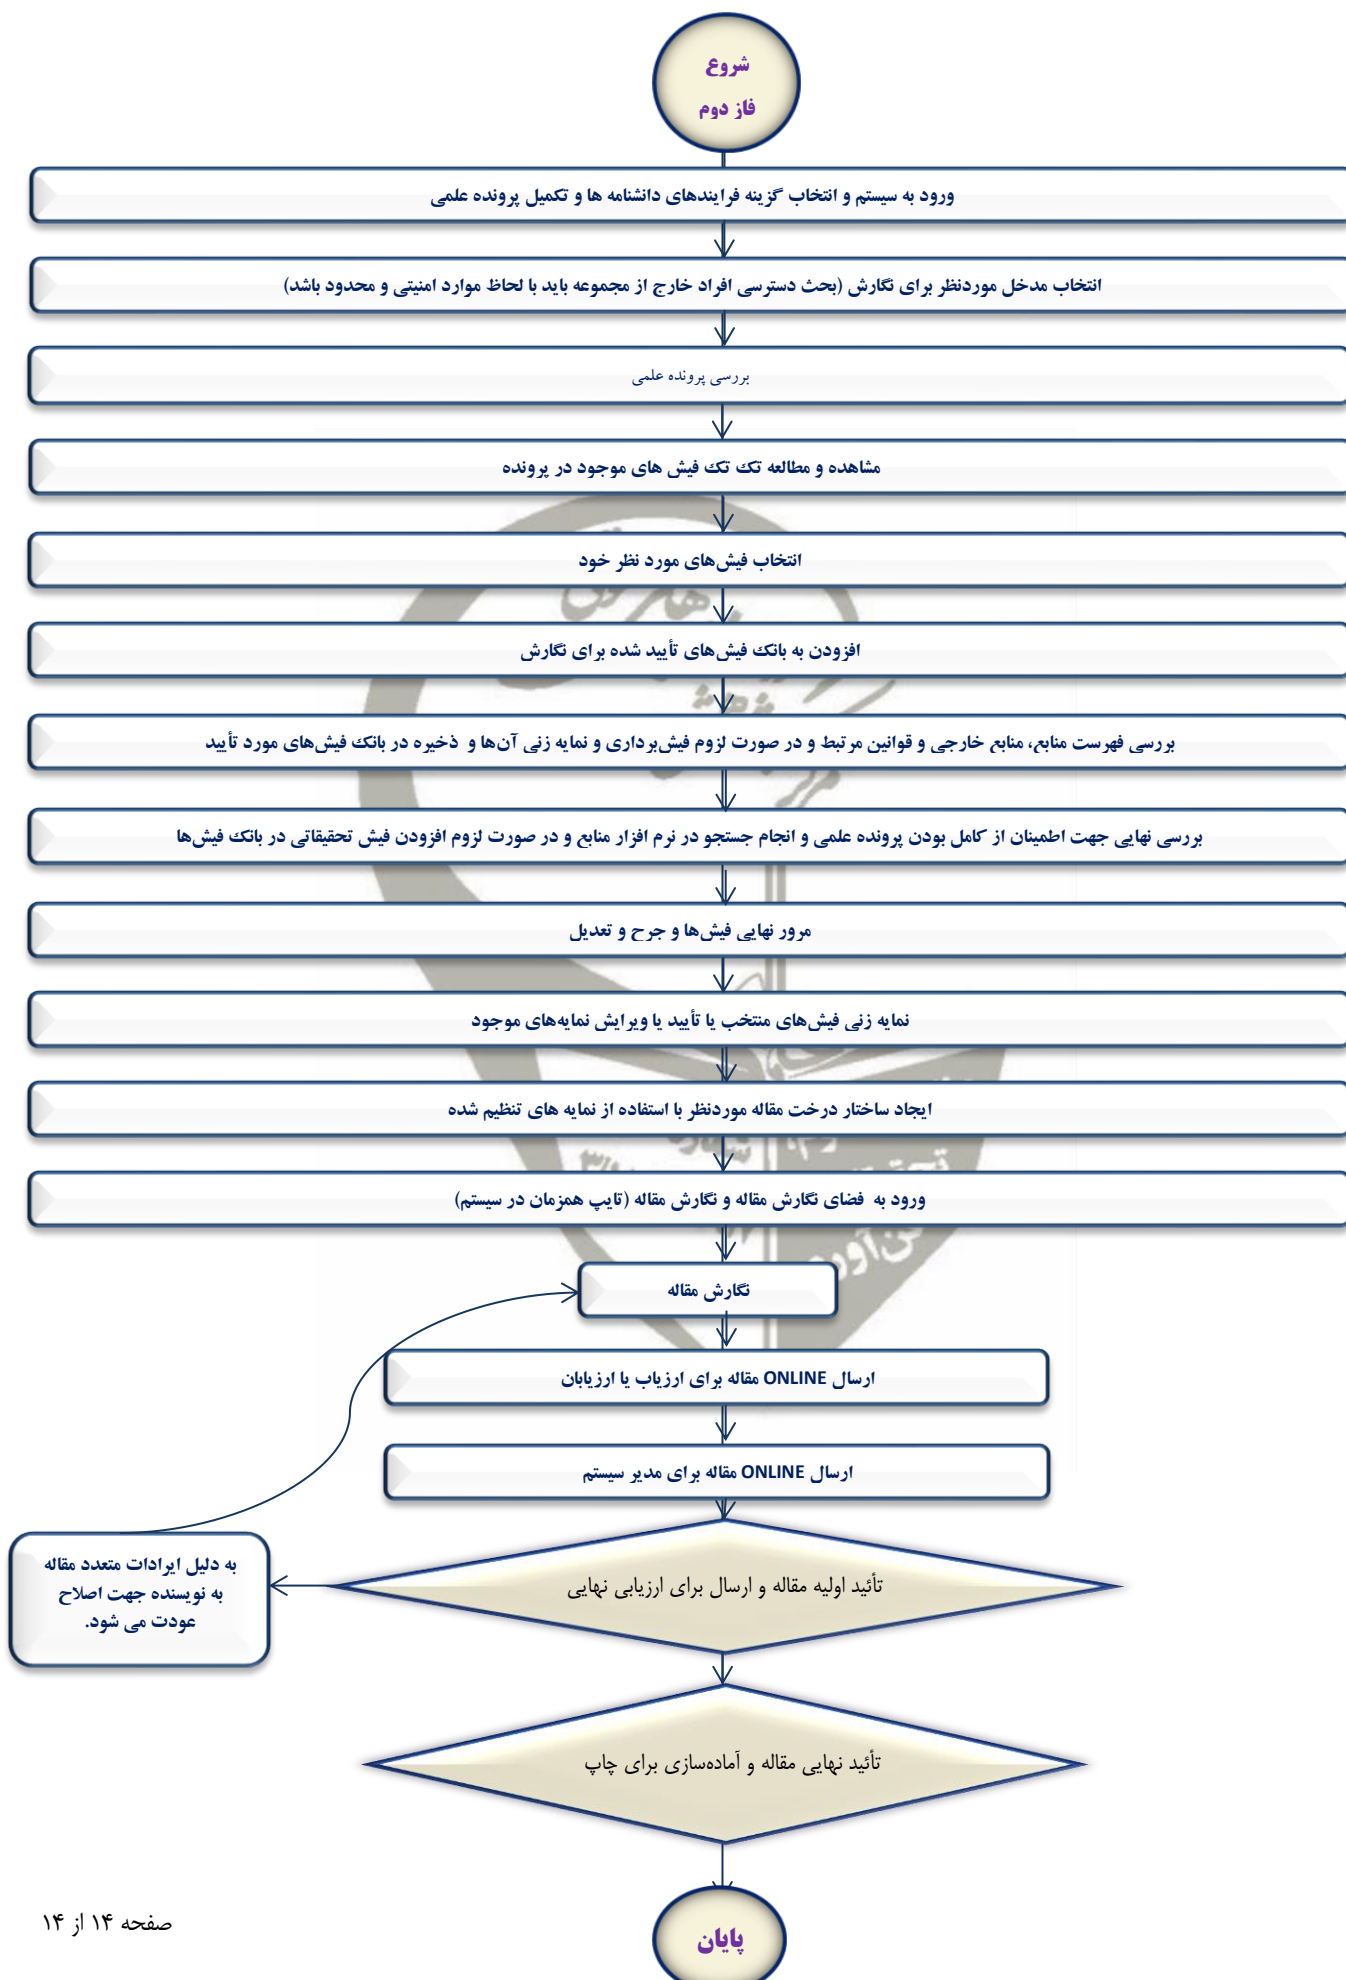 شروع
فاز دوم
ورود به سیستم و انتخاب گزینه فرایندهای دانشنامه ها و تکمیل پرونده علمی
انتخاب مدخل موردنظر برای نگارش (بحث دسترسی افراد خارج از مجموعه باید با لحاظ موارد امنیتی و محدود باشد)
بررسی پرونده علمی
مشاهده و مطالعه تک تک فیش های موجود در پرونده
انتخاب فیش‌های مورد نظر خود
افزودن به بانک فیش‌های تأیید شده برای نگارش
بررسی فهرست منابع، منابع خارجی و قوانین مرتبط و در صورت لزوم فیش‌برداری و نمایه زنی آن‌ها و ذخیره در بانک فیش‌های مورد تأیید
بررسی نهایی جهت اطمینان از کامل بودن پرونده علمی و انجام جستجو در نرم افزار منابع و در صورت لزوم افزودن فیش تحقیقاتی در بانک فیش‌ها
مرور نهایی فیش‌ها و جرح و تعدیل
نمایه زنی فیش‌های منتخب یا تأیید یا ویرایش نمایه‌های موجود
ایجاد ساختار درخت مقاله موردنظر با استفاده از نمایه های تنظیم شده
ورود به فضای نگارش مقاله و نگارش مقاله (تایپ همزمان در سیستم)
نگارش مقاله
ارسال ONLINE مقاله برای ارزیاب یا ارزیابان
ارسال ONLINE مقاله برای مدیر سیستم
تأئید اولیه مقاله و ارسال برای ارزیابی نهایی
به دلیل ایرادات متعدد مقاله
به نویسنده جهت اصلاح
عودت می شود.
تأئید نهایی مقاله و آماده‌سازی برای چاپ
پایان
صفحه ۱۴ از ۱۴